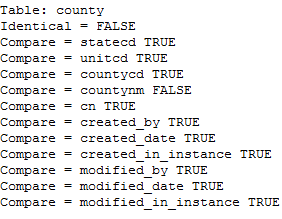 Table: county
Identical = FALSE
Compare = statecd TRUE
Compare = unitcd TRUE
Compare = countycd TRUE
Compare = countynm FALSE
Compare = cn TRUE
Compare = created_by TRUE
Compare = created_date TRUE
Compare = created_in_instance TRUE
Compare = modified_by TRUE
Compare = modified_date TRUE
Compare = modified_in_instance TRUE